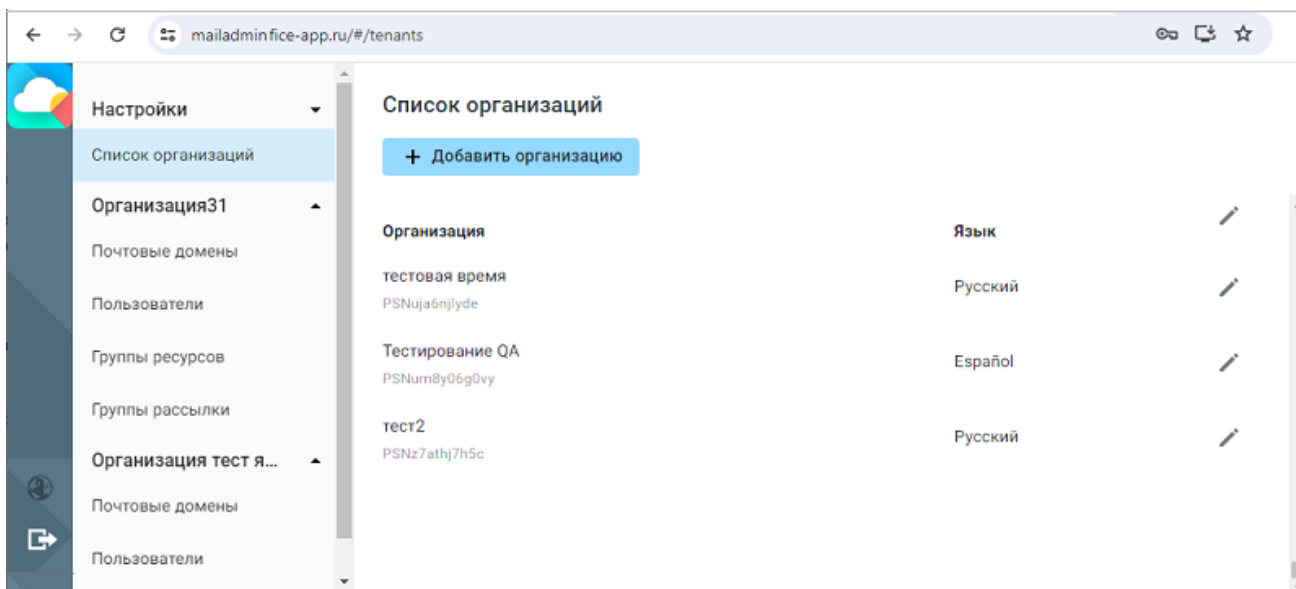 mailadminfice-app.ru/#/tenants
Настройки
Список организаций
Организация31
Почтовые домены
Пользователи
Группы ресурсов
Группы рассылки
Организация тест я...
Почтовые домены
Пользователи
Список организаций
+ Добавить организацию
Организация Язык
тестовая время Русский
PSNuja6njlyde
Тестирование QA Español
PSNum8y06g0vy
тест2 Русский
PSNz7athj7h5c